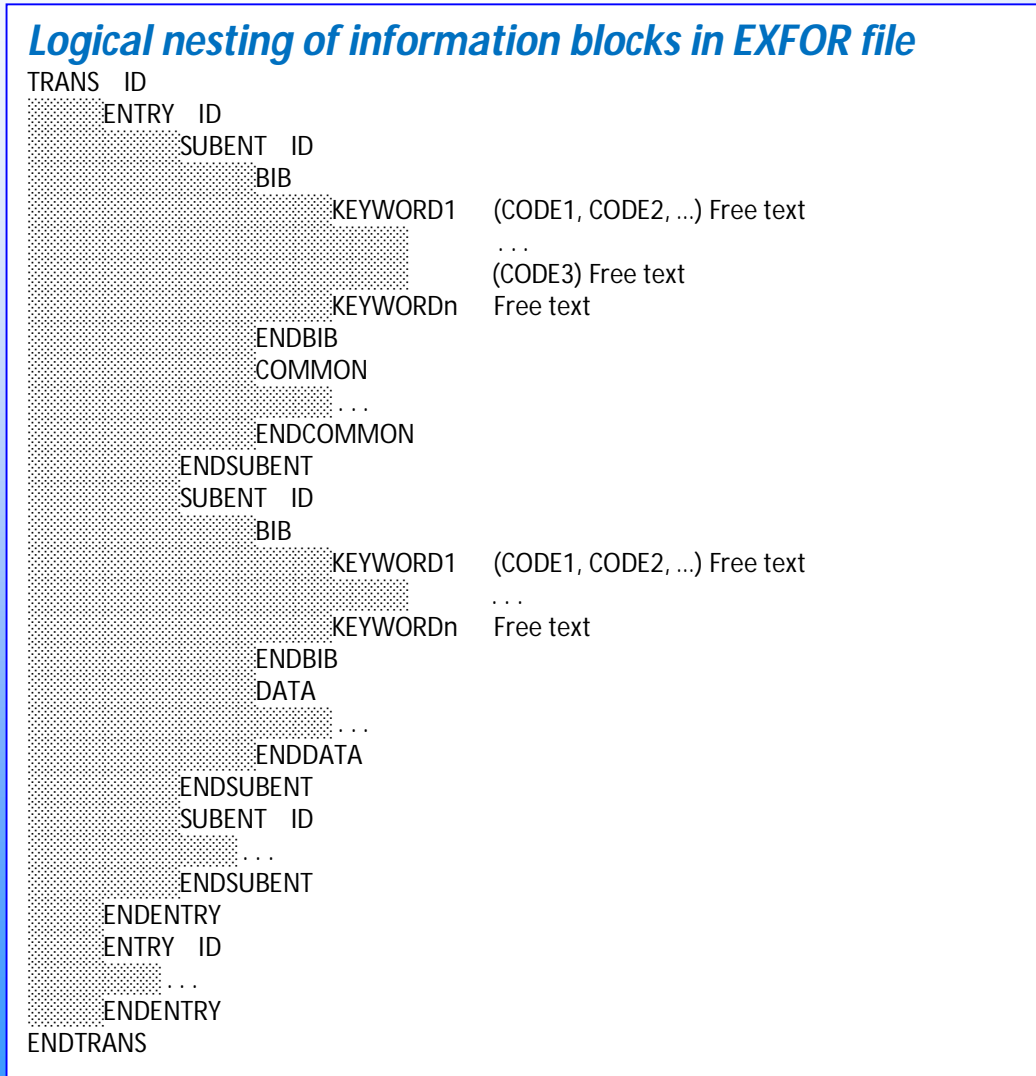 Logical nesting of information blocks in EXFOR file
TRANS ID
ENTRY ID
SUBENT ID
BIB
KEYWORD1 (CODE1, CODE2, ...) Free text
. . .
(CODE3) Free text
KEYWORDn Free text
ENDBIB
COMMON
. . .
ENDCOMMON
ENDSUBENT
SUBENT ID
BIB
KEYWORD1 (CODE1, CODE2, ...) Free text
. . .
KEYWORDn Free text
ENDBIB
DATA
. . .
ENDDATA
ENDSUBENT
SUBENT ID
. . .
ENDSUBENT
ENDENTRY
ENTRY ID
. . .
ENDENTRY
ENDTRANS